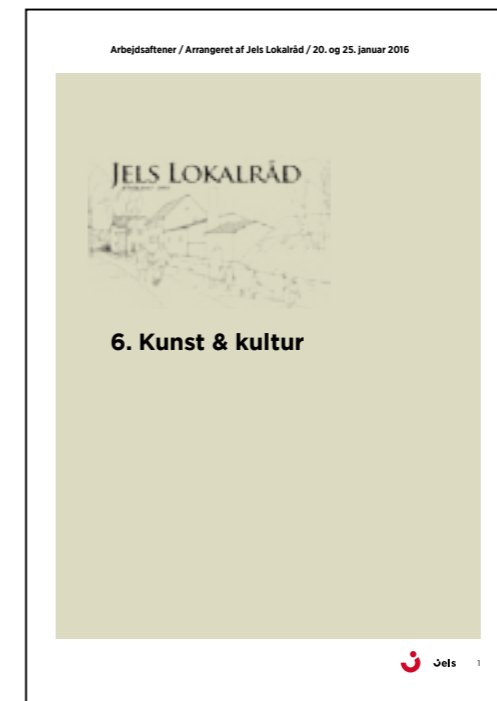 Arbejdsaftener / Arrangeret af Jels Lokalråd / 20. og 25. januar 2016
JELS LOKALRÅD
6. Kunst & kultur
Jels 1